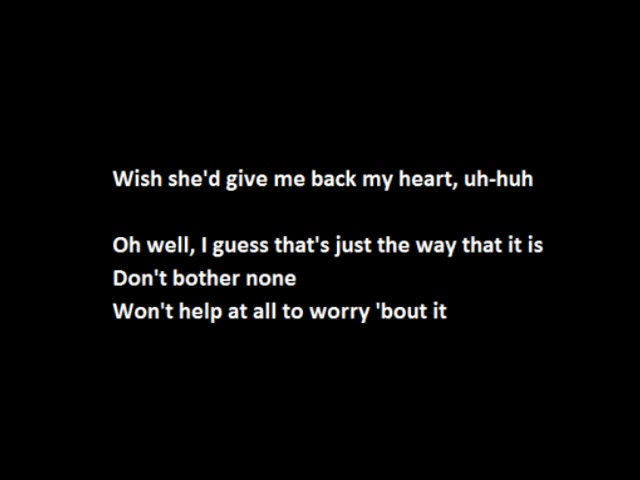 Wish she'd give me back my heart, uh-huh
Oh well, I guess that's just the way that it is
Don't bother none
Won't help at all to worry 'bout it